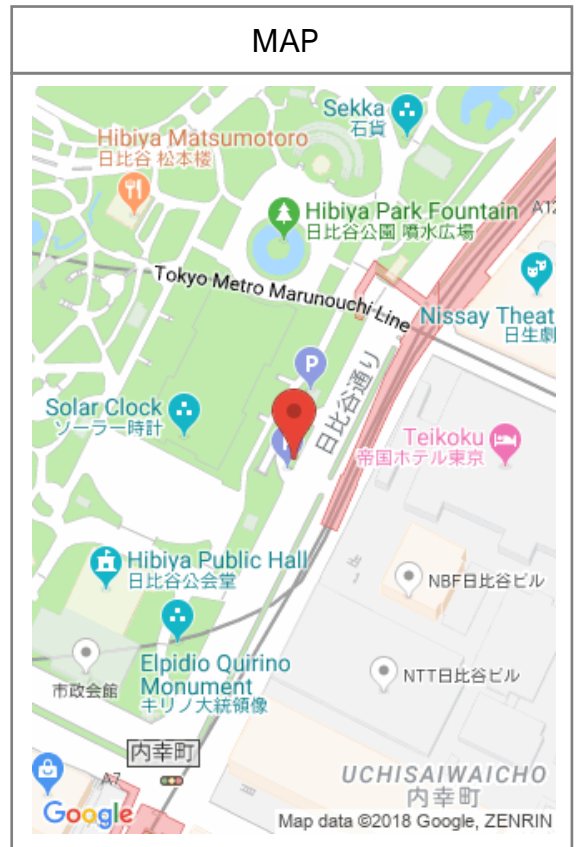 MAP
Sekka
石貨
Hibiya Matsumotoro
日比谷 松本楼
Hibiya Park Fountain
日比谷公園 噴水広場
A12
Tokyo Metro Marunouchi Line
Nissay Theat
日生劇
P
日比谷通り
Solar Clock
ソーラー時計
Teikoku
帝国ホテル東京
Hibiya Public Hall
日比谷公会堂
NBF日比谷ビル
Elpidio Quirino
Monument
キリノ大統領像
市政会館
NTT日比谷ビル
内幸町
A7
UCHISAIWAICHO
内幸町
Google
Map data ©2018 Google, ZENRIN